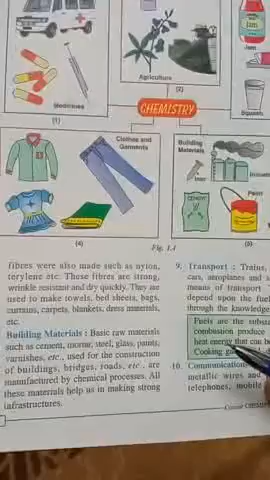 Medicines
(1)
Agriculture
(2)
Jam
Squash
CHEMISTRY
Clothes and
Garments
Building
Materials
Iron
Paint
CEMENT
(4)
Fig. 1.4
fibres were also made such as nylon,
terylene etc. These fibres are strong,
wrinkle resistant and dry quickly. They are
used to make towels, bed sheets, bags,
curtains, carpets, blankets, dress materials,
etc.
Building Materials : Basic raw materials
such as cement, mortar, steel, glass, paints,
varnishes, etc., used for the construction
of buildings, bridges, roads, etc., are
manufactured by chemical processes. All
these materials help us in making strong
infrastructures.
9. Transport : Trains,
cars, aeroplanes and
means of transport
depend upon the fuel
through the knowledge
Fuels are the subst
combustion produce
heat energy that can b
Cooking ga
10. Communication
metallic wires and
telephones, mobile